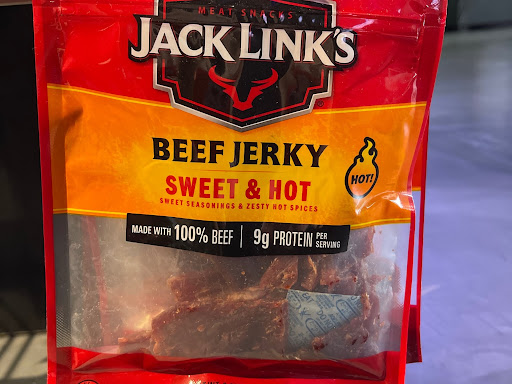 MEAT SNACKS
JACK LINK'S
BEEF JERKY
SWEET & HOT
HOT!
SWEET SEASONINGS & ZESTY HOT SPICES
MADE WITH 100% BEEF | 9g PROTEIN PER SERVING